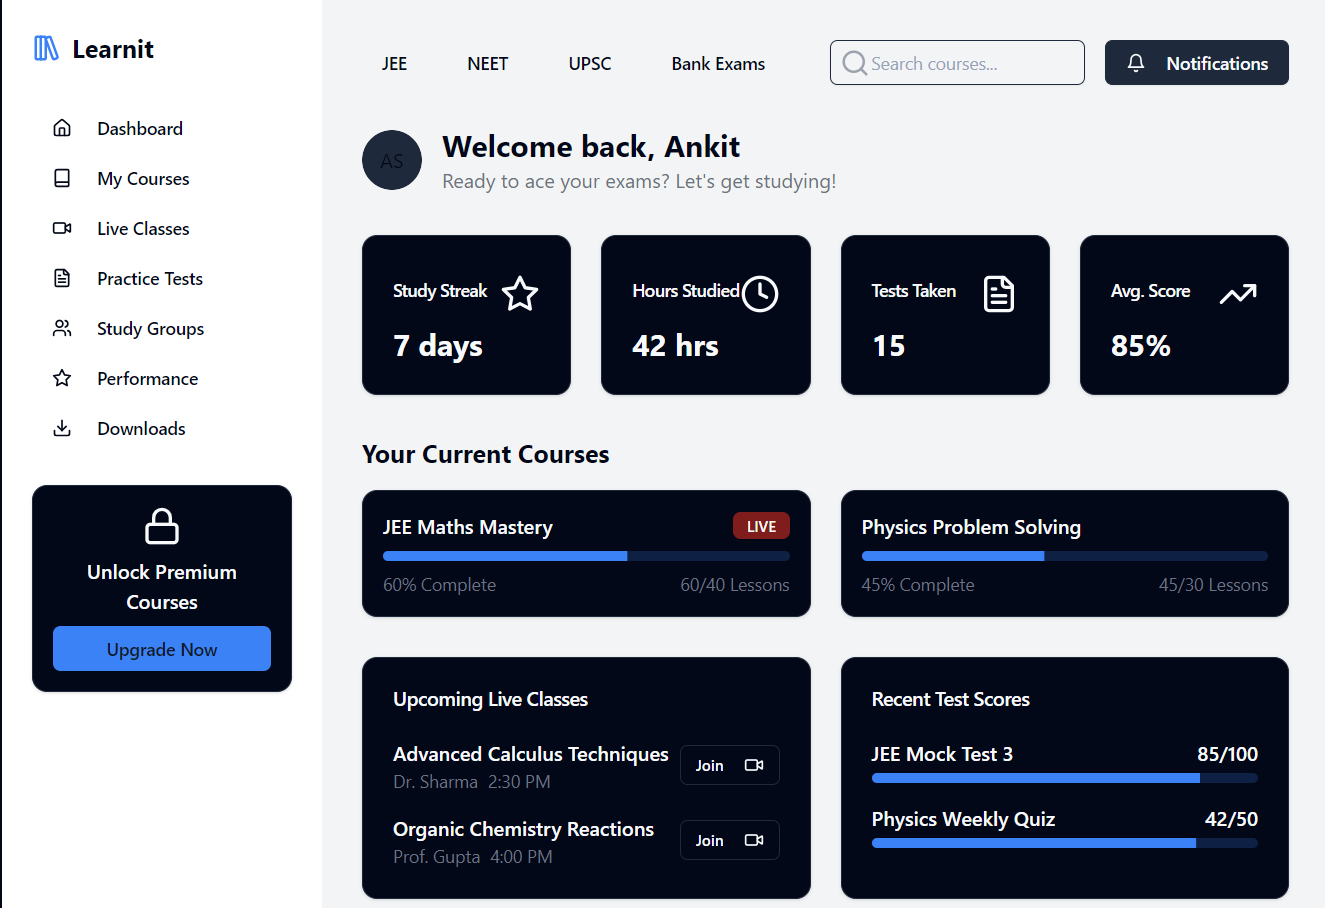 Learnit
Dashboard
My Courses
Live Classes
Practice Tests
Study Groups
Performance
Downloads
Unlock Premium
Courses
Upgrade Now
JEE NEET UPSC Bank Exams Search courses... Notifications
AS
Welcome back, Ankit
Ready to ace your exams? Let's get studying!
Study Streak
7 days
Hours Studied
42 hrs
Tests Taken
15
Avg. Score
85%
Your Current Courses
JEE Maths Mastery LIVE
60% Complete 60/40 Lessons
Physics Problem Solving
45% Complete 45/30 Lessons
Upcoming Live Classes
Advanced Calculus Techniques
Dr. Sharma 2:30 PM
Join
Organic Chemistry Reactions
Prof. Gupta 4:00 PM
Join
Recent Test Scores
JEE Mock Test 3 85/100
Physics Weekly Quiz 42/50